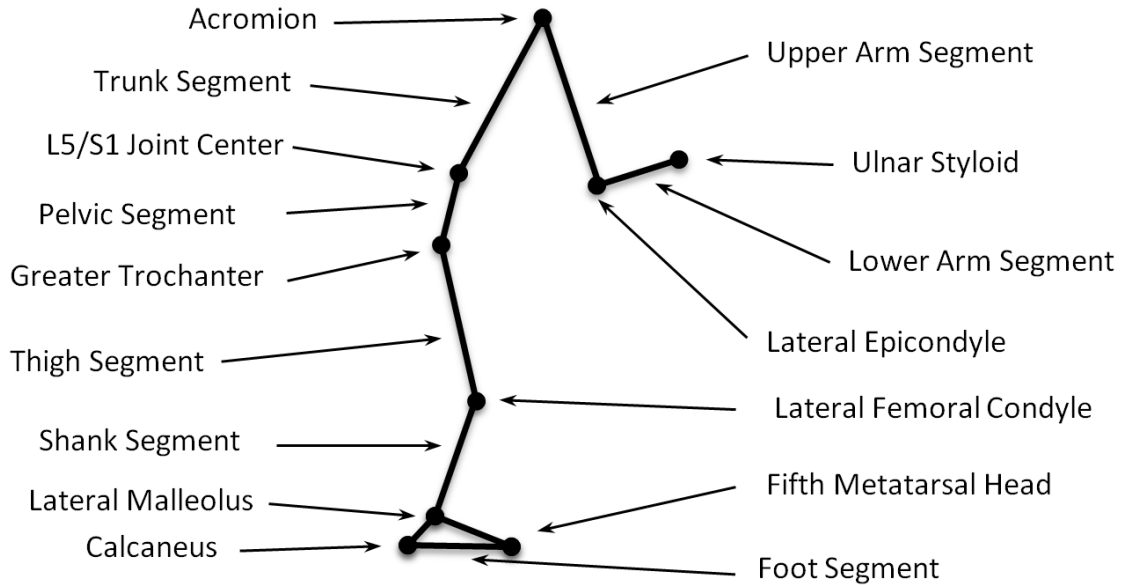 Acromion
Upper Arm Segment
Trunk Segment
L5/S1 Joint Center
Ulnar Styloid
Pelvic Segment
Lower Arm Segment
Greater Trochanter
Lateral Epicondyle
Thigh Segment
Lateral Femoral Condyle
Shank Segment
Fifth Metatarsal Head
Lateral Malleolus
Calcaneus
Foot Segment